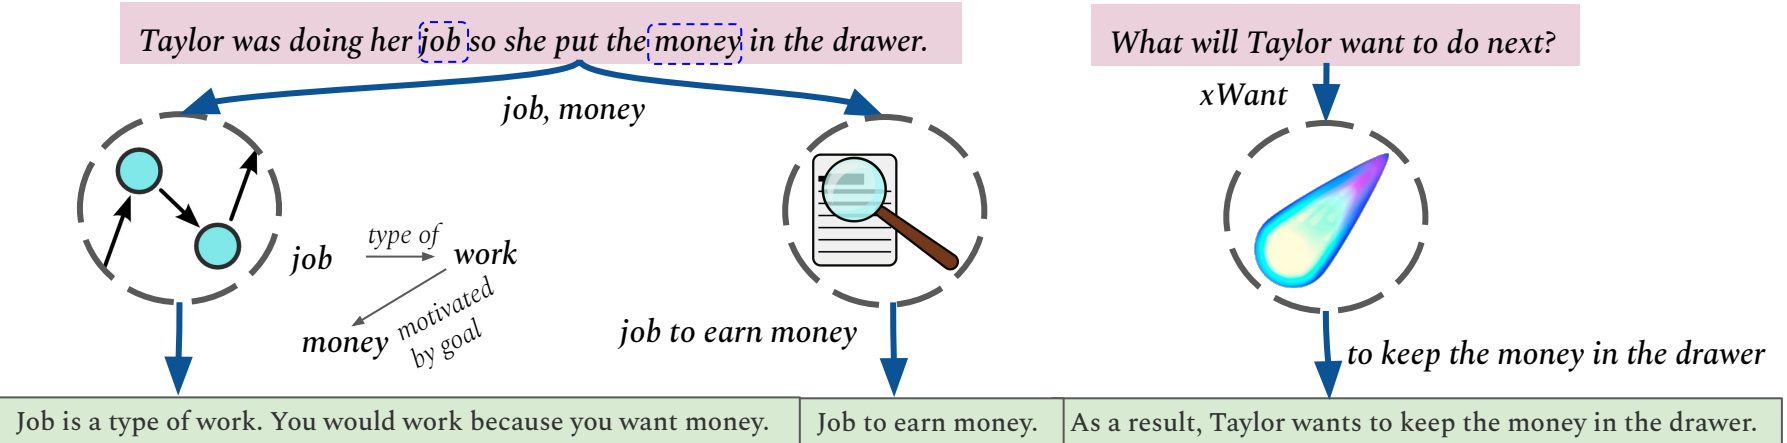 Taylor was doing her job so she put the money in the drawer.
What will Taylor want to do next?
job, money
xWant
job
type of
work
motivated
by goal
money
job to earn money
to keep the money in the drawer
Job is a type of work. You would work because you want money.
Job to earn money.
As a result, Taylor wants to keep the money in the drawer.